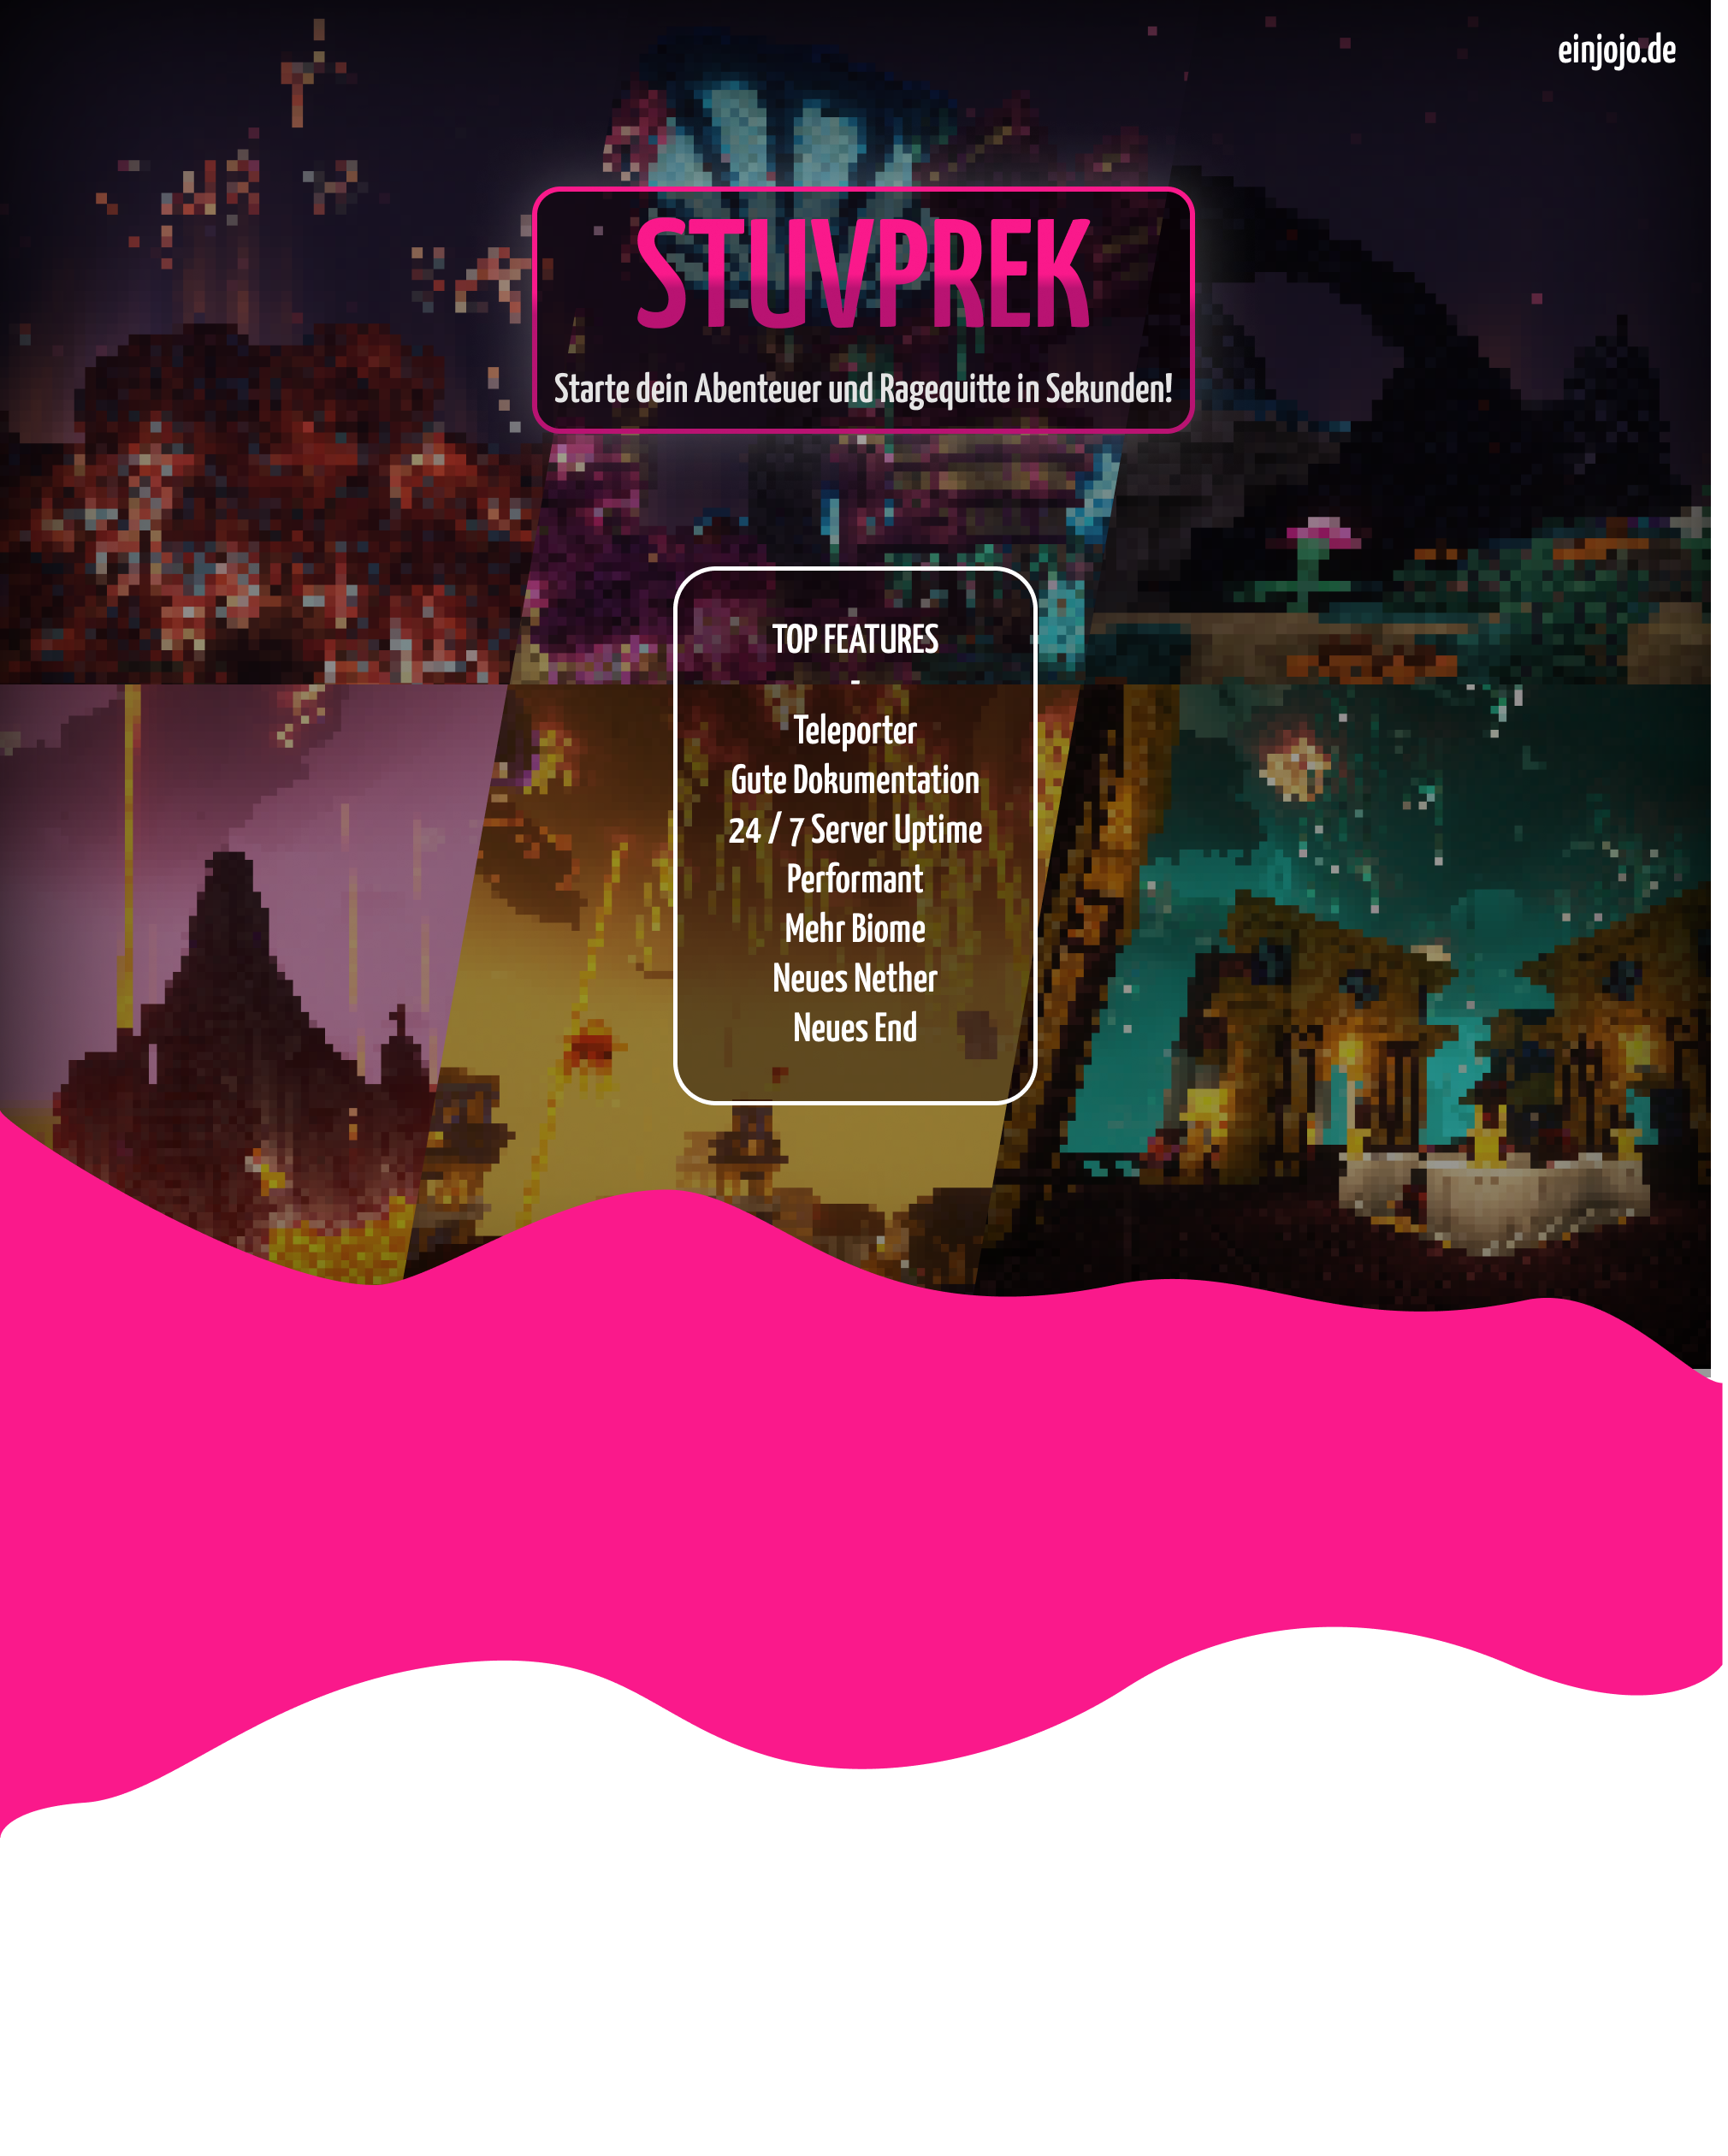 einjojo.de
STUVPREK
Starte dein Abenteuer und Ragequitte in Sekunden!
TOP FEATURES
-
Teleporter
Gute Dokumentation
24 / 7 Server Uptime
Performant
Mehr Biome
Neues Nether
Neues End